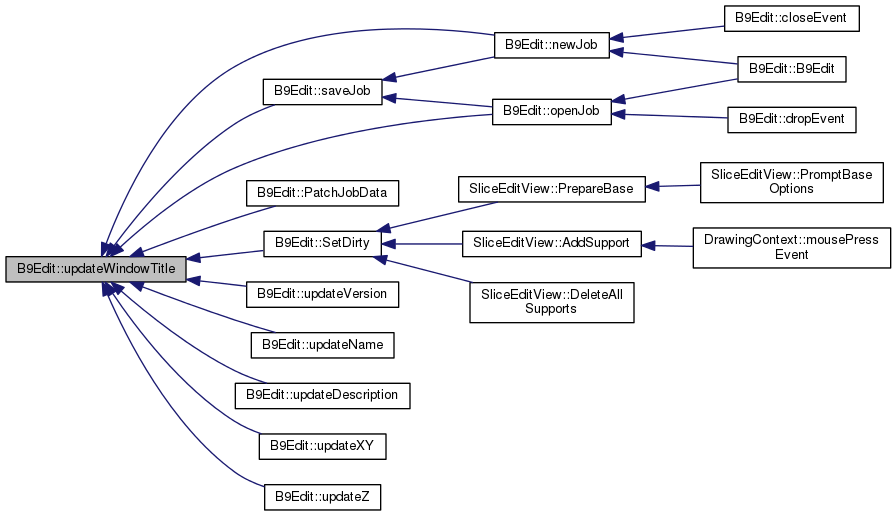 B9Edit::closeEvent
B9Edit::newJob
B9Edit::B9Edit
B9Edit::saveJob
B9Edit::openJob
B9Edit::dropEvent
SliceEditView::PromptBase
Options
B9Edit::PatchJobData
SliceEditView::PrepareBase
B9Edit::SetDirty
SliceEditView::AddSupport
DrawingContext::mousePress
Event
B9Edit::updateWindowTitle
B9Edit::updateVersion
SliceEditView::DeleteAll
Supports
B9Edit::updateName
B9Edit::updateDescription
B9Edit::updateXY
B9Edit::updateZ